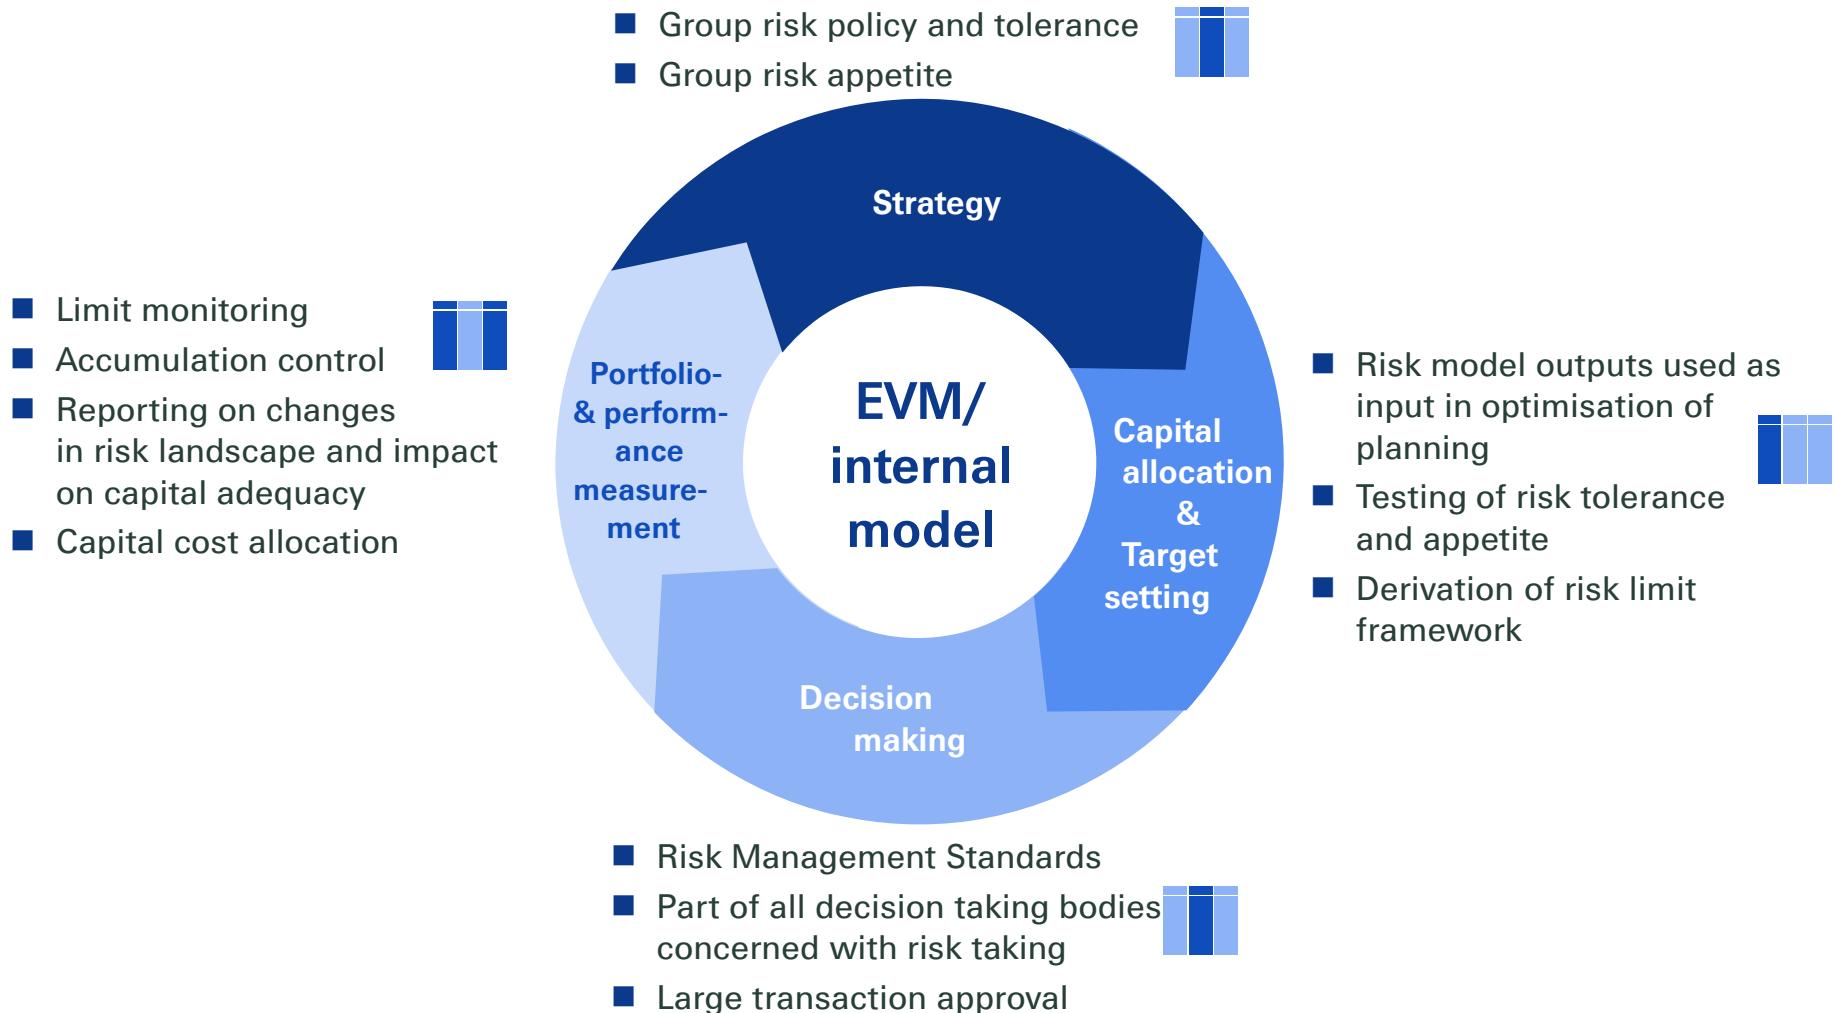 Group risk policy and tolerance
Group risk appetite
Strategy
Limit monitoring
Accumulation control
Reporting on changes
in risk landscape and impact
on capital adequacy
Capital cost allocation
Portfolio-
& perform-
ance
measure-
ment
EVM/
internal
model
Capital
allocation
&
Target
setting
Risk model outputs used as
input in optimisation of
planning
Testing of risk tolerance
and appetite
Derivation of risk limit
framework
Decision
making
Risk Management Standards
Part of all decision taking bodies
concerned with risk taking
Large transaction approval